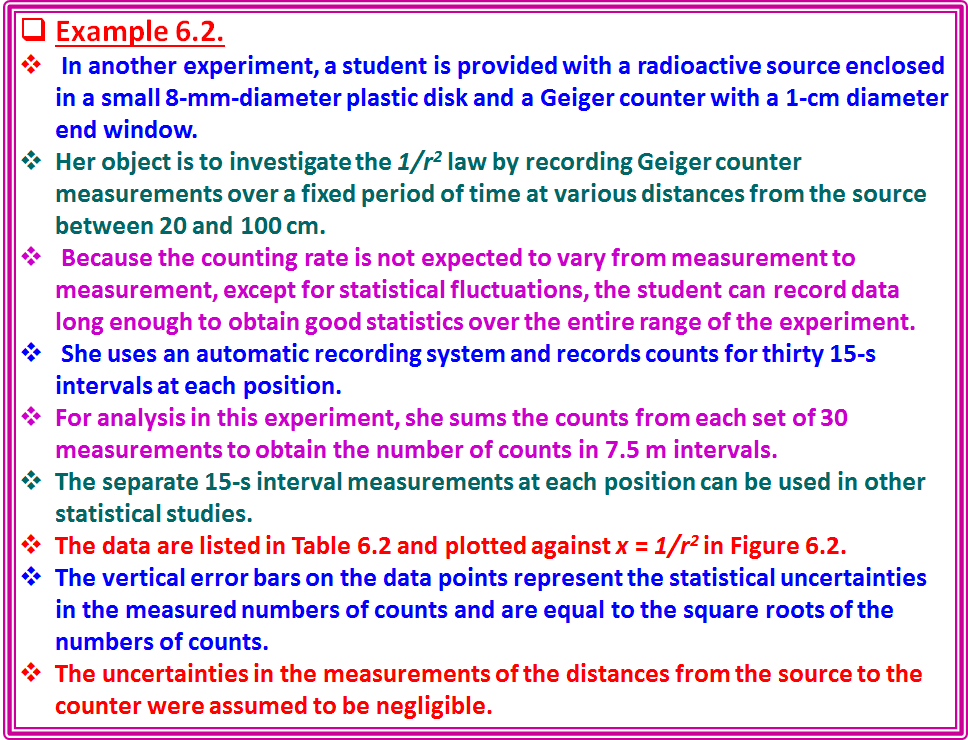 Example 6.2.
In another experiment, a student is provided with a radioactive source enclosed
in a small 8-mm-diameter plastic disk and a Geiger counter with a 1-cm diameter
end window.
Her object is to investigate the 1/r² law by recording Geiger counter
measurements over a fixed period of time at various distances from the source
between 20 and 100 cm.
Because the counting rate is not expected to vary from measurement to
measurement, except for statistical fluctuations, the student can record data
long enough to obtain good statistics over the entire range of the experiment.
She uses an automatic recording system and records counts for thirty 15-s
intervals at each position.
For analysis in this experiment, she sums the counts from each set of 30
measurements to obtain the number of counts in 7.5 m intervals.
The separate 15-s interval measurements at each position can be used in other
statistical studies.
The data are listed in Table 6.2 and plotted against x = 1/r² in Figure 6.2.
The vertical error bars on the data points represent the statistical uncertainties
in the measured numbers of counts and are equal to the square roots of the
numbers of counts.
The uncertainties in the measurements of the distances from the source to the
counter were assumed to be negligible.